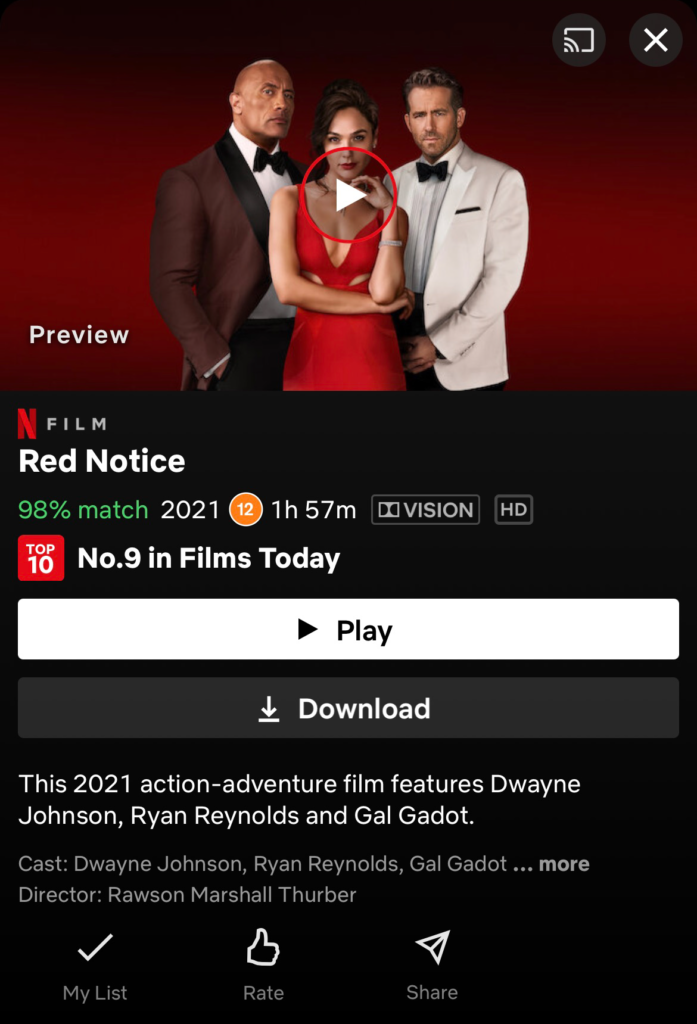 Preview
N FILM
Red Notice
98% match 2021 12 1h 57m VISION HD
TOP 10 No.9 in Films Today
Play
Download
This 2021 action-adventure film features Dwayne
Johnson, Ryan Reynolds and Gal Gadot.
Cast: Dwayne Johnson, Ryan Reynolds, Gal Gadot ... more
Director: Rawson Marshall Thurber
My List Rate Share